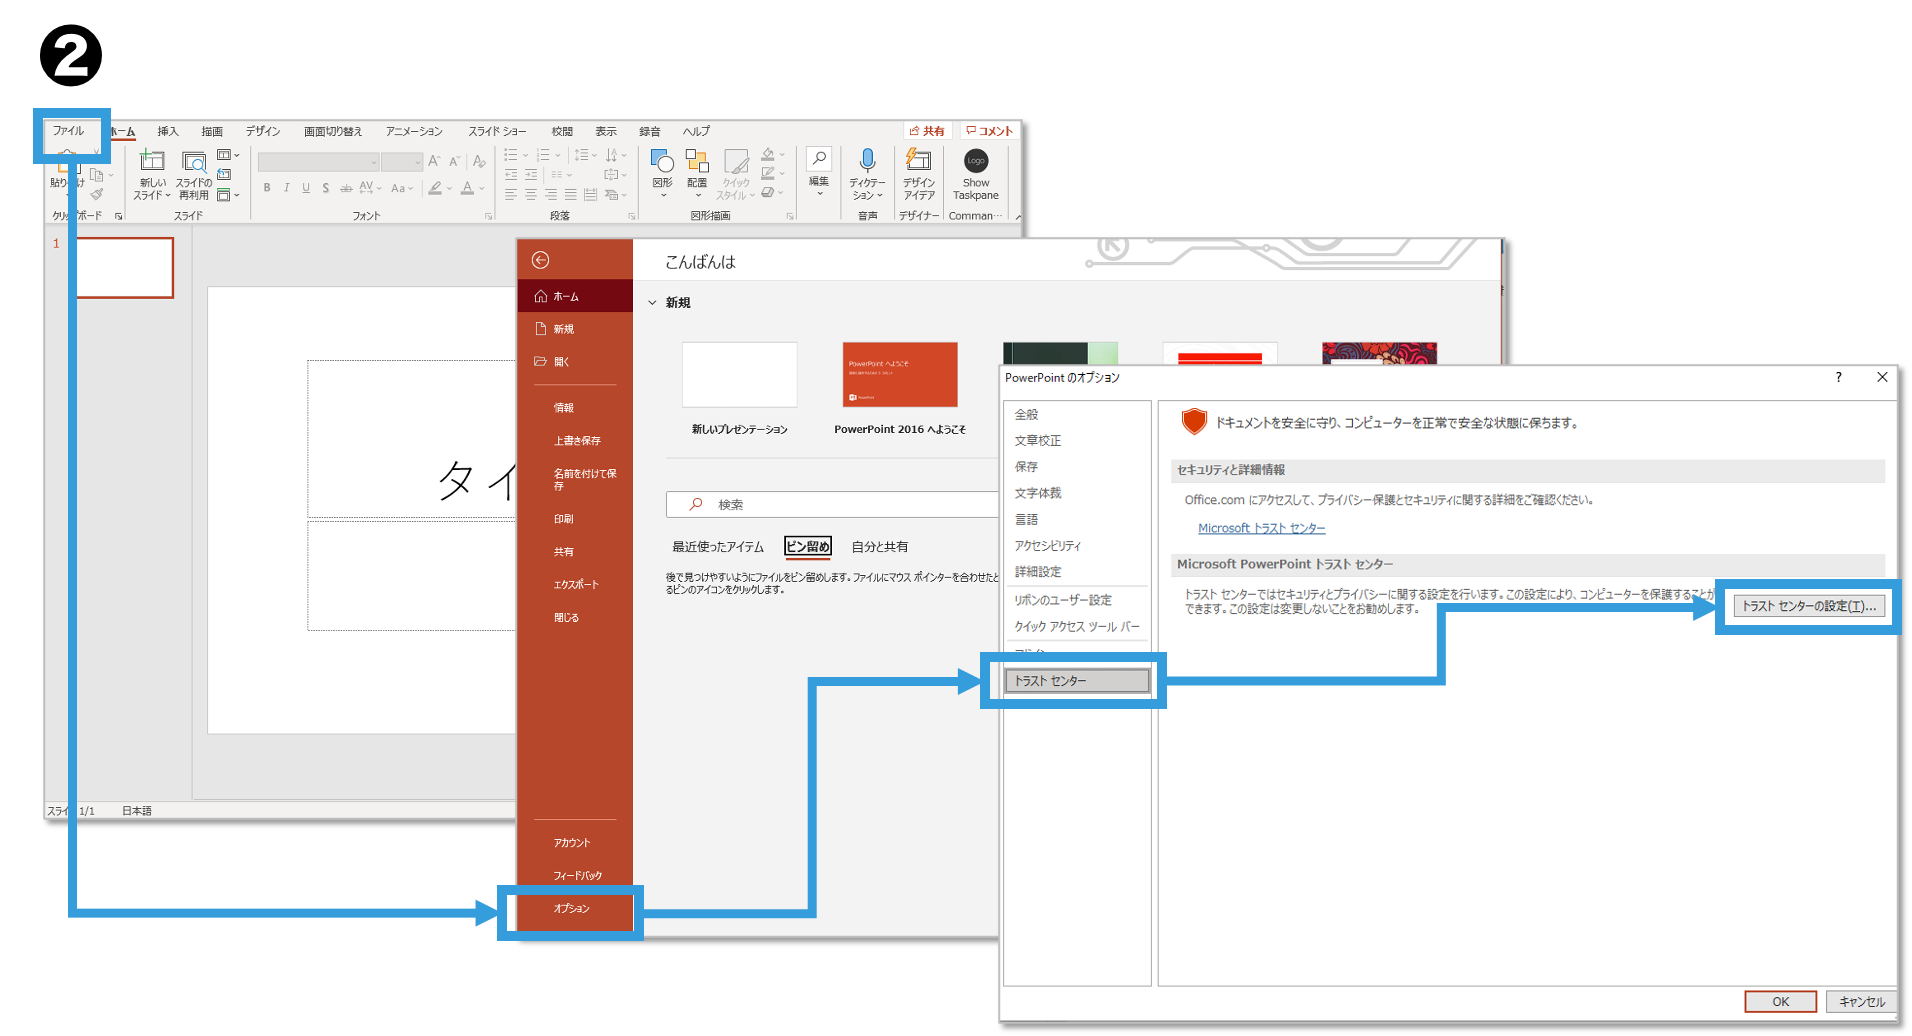 2
ファイル
ホーム 挿入 描画 デザイン 画面切り替え アニメーション スライド ショー 校閲 表示 録音 ヘルプ 共有 コメント
新しい
スライド
スライドの
再利用
B I U S ab AV Aa A
A A A
図形
配置
クイック
スタイル
編集
ディクテー
ション
デザイン
アイデア
Logo
Show
Taskpane
クリップボード スライド フォント 段落 図形描画 音声 デザイナー Comman…
1
タイ
1/1 日本語
こんばんは
ホーム
新規
開く
情報
上書き保存
名前を付けて保
存
印刷
共有
エクスポート
閉じる
アカウント
フィードバック
オプション
新規
PowerPoint へようこそ
PowerPoint
新しいプレゼンテーション
PowerPoint 2016 へようこそ
検索
最近使ったアイテム ピン留め 自分と共有
後で見つけやすいようにファイルをピン留めします。ファイルにマウス ポインターを合わせたと
るピンのアイコンをクリックします。
PowerPoint のオプション
?
全般
文章校正
保存
文字体裁
言語
アクセシビリティ
詳細設定
リボンのユーザー設定
クイック アクセス ツール バー
トラスト センター
ドキュメントを安全に守り、コンピューターを正常で安全な状態に保ちます。
セキュリティと詳細情報
Office.com にアクセスして、プライバシー保護とセキュリティに関する詳細をご確認ください。
Microsoft トラスト センター
Microsoft PowerPoint トラスト センター
トラスト センターではセキュリティとプライバシーに関する設定を行います。この設定により、コンピューターを保護することが
できます。この設定は変更しないことをお勧めします。
トラスト センターの設定(T)...
OK キャンセル